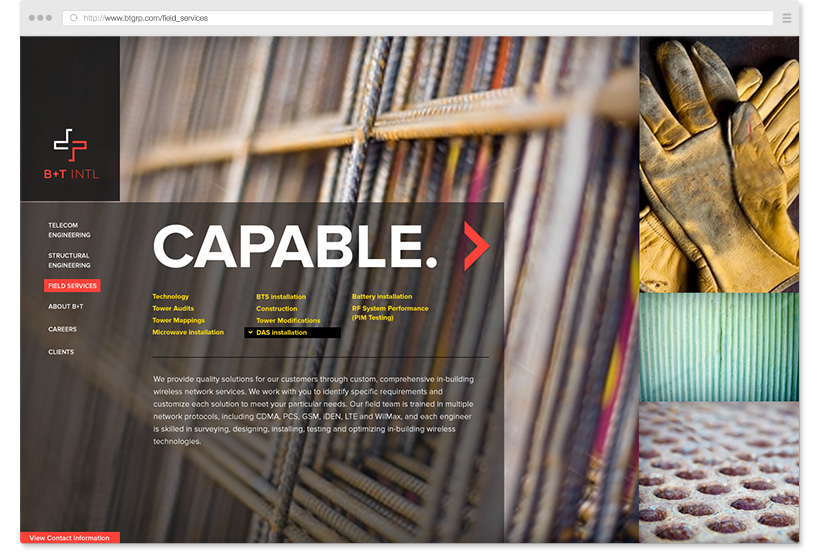 http://www.btgrp.com/field_services
B+T INTL
TELECOM
ENGINEERING
STRUCTURAL
ENGINEERING
FIELD SERVICES
ABOUT B+T
CAREERS
CLIENTS
CAPABLE.
Technology
Tower Audits
Tower Mappings
Microwave installation
BTS installation
Construction
Tower Modifications
DAS installation
Battery installation
RF System Performance
(PIM Testing)
We provide quality solutions for our customers through custom, comprehensive in-building
wireless network services. We work with you to identify specific requirements and
customize each solution to meet your particular needs. Our field team is trained in multiple
network protocols, including CDMA, PCS, GSM, iDEN, LTE and WilMax, and each engineer
is skilled in surveying, designing, installing, testing and optimizing in-building wireless
technologies.
View Contact Information